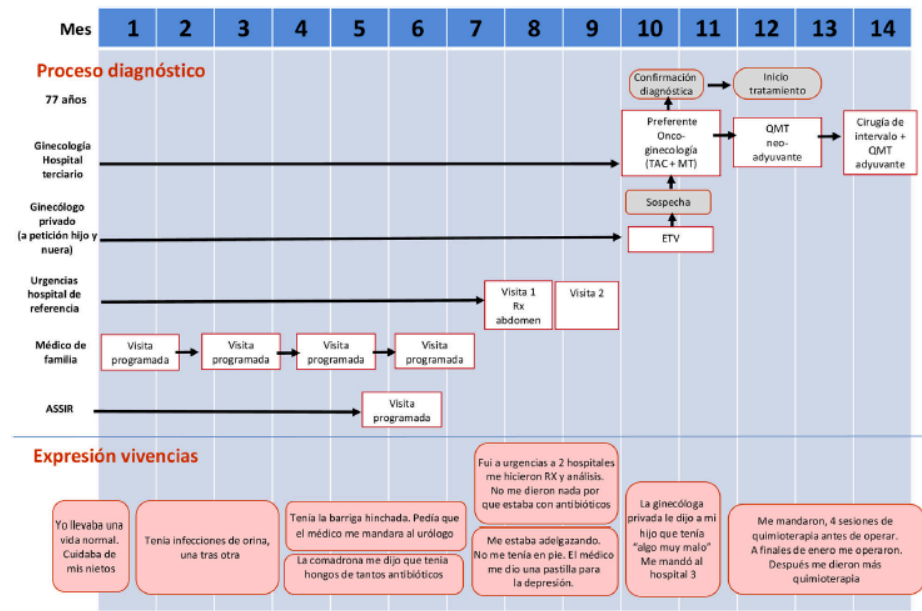 Mes 1 2 3 4 5 6 7 8 9 10 11 12 13 14
Proceso diagnóstico
77 años
Confirmación
diagnóstica
Inicio
tratamiento
Ginecología
Hospital
terciario
Preferente
Onco-
ginecología
(TAC + MT)
QMT
neo-
adyuvante
Cirugía de
intervalo +
QMT
adyuvante
Ginecólogo
privado
(a petición hijo y
nuera)
Sospecha
ETV
Urgencias
hospital de
referencia
Visita 1
Rx
abdomen
Visita 2
Médico de
familia
Visita
programada
Visita
programada
Visita
programada
Visita
programada
ASSIR
Visita
programada
Expresión vivencias
Yo llevaba una
vida normal.
Cuidaba de
mis nietos
Tenía infecciones de orina,
una tras otra
Tenía la barriga hinchada. Pedía que
el médico me mandara al urólogo
La comadrona me dijo que tenía
hongos de tantos antibióticos
Fui a urgencias a 2 hospitales
me hicieron RX y análisis.
No me dieron nada por
que estaba con antibióticos
Me estaba adelgazando.
No me tenía en pie. El médico
me dio una pastilla para
la depresión.
La ginecóloga
privada le dijo a mi
hijo que tenía
"algo muy malo"
Me mandó al
hospital 3
Me mandaron, 4 sesiones de
quimioterapia antes de operar.
A finales de enero me operaron.
Después me dieron más
quimioterapia